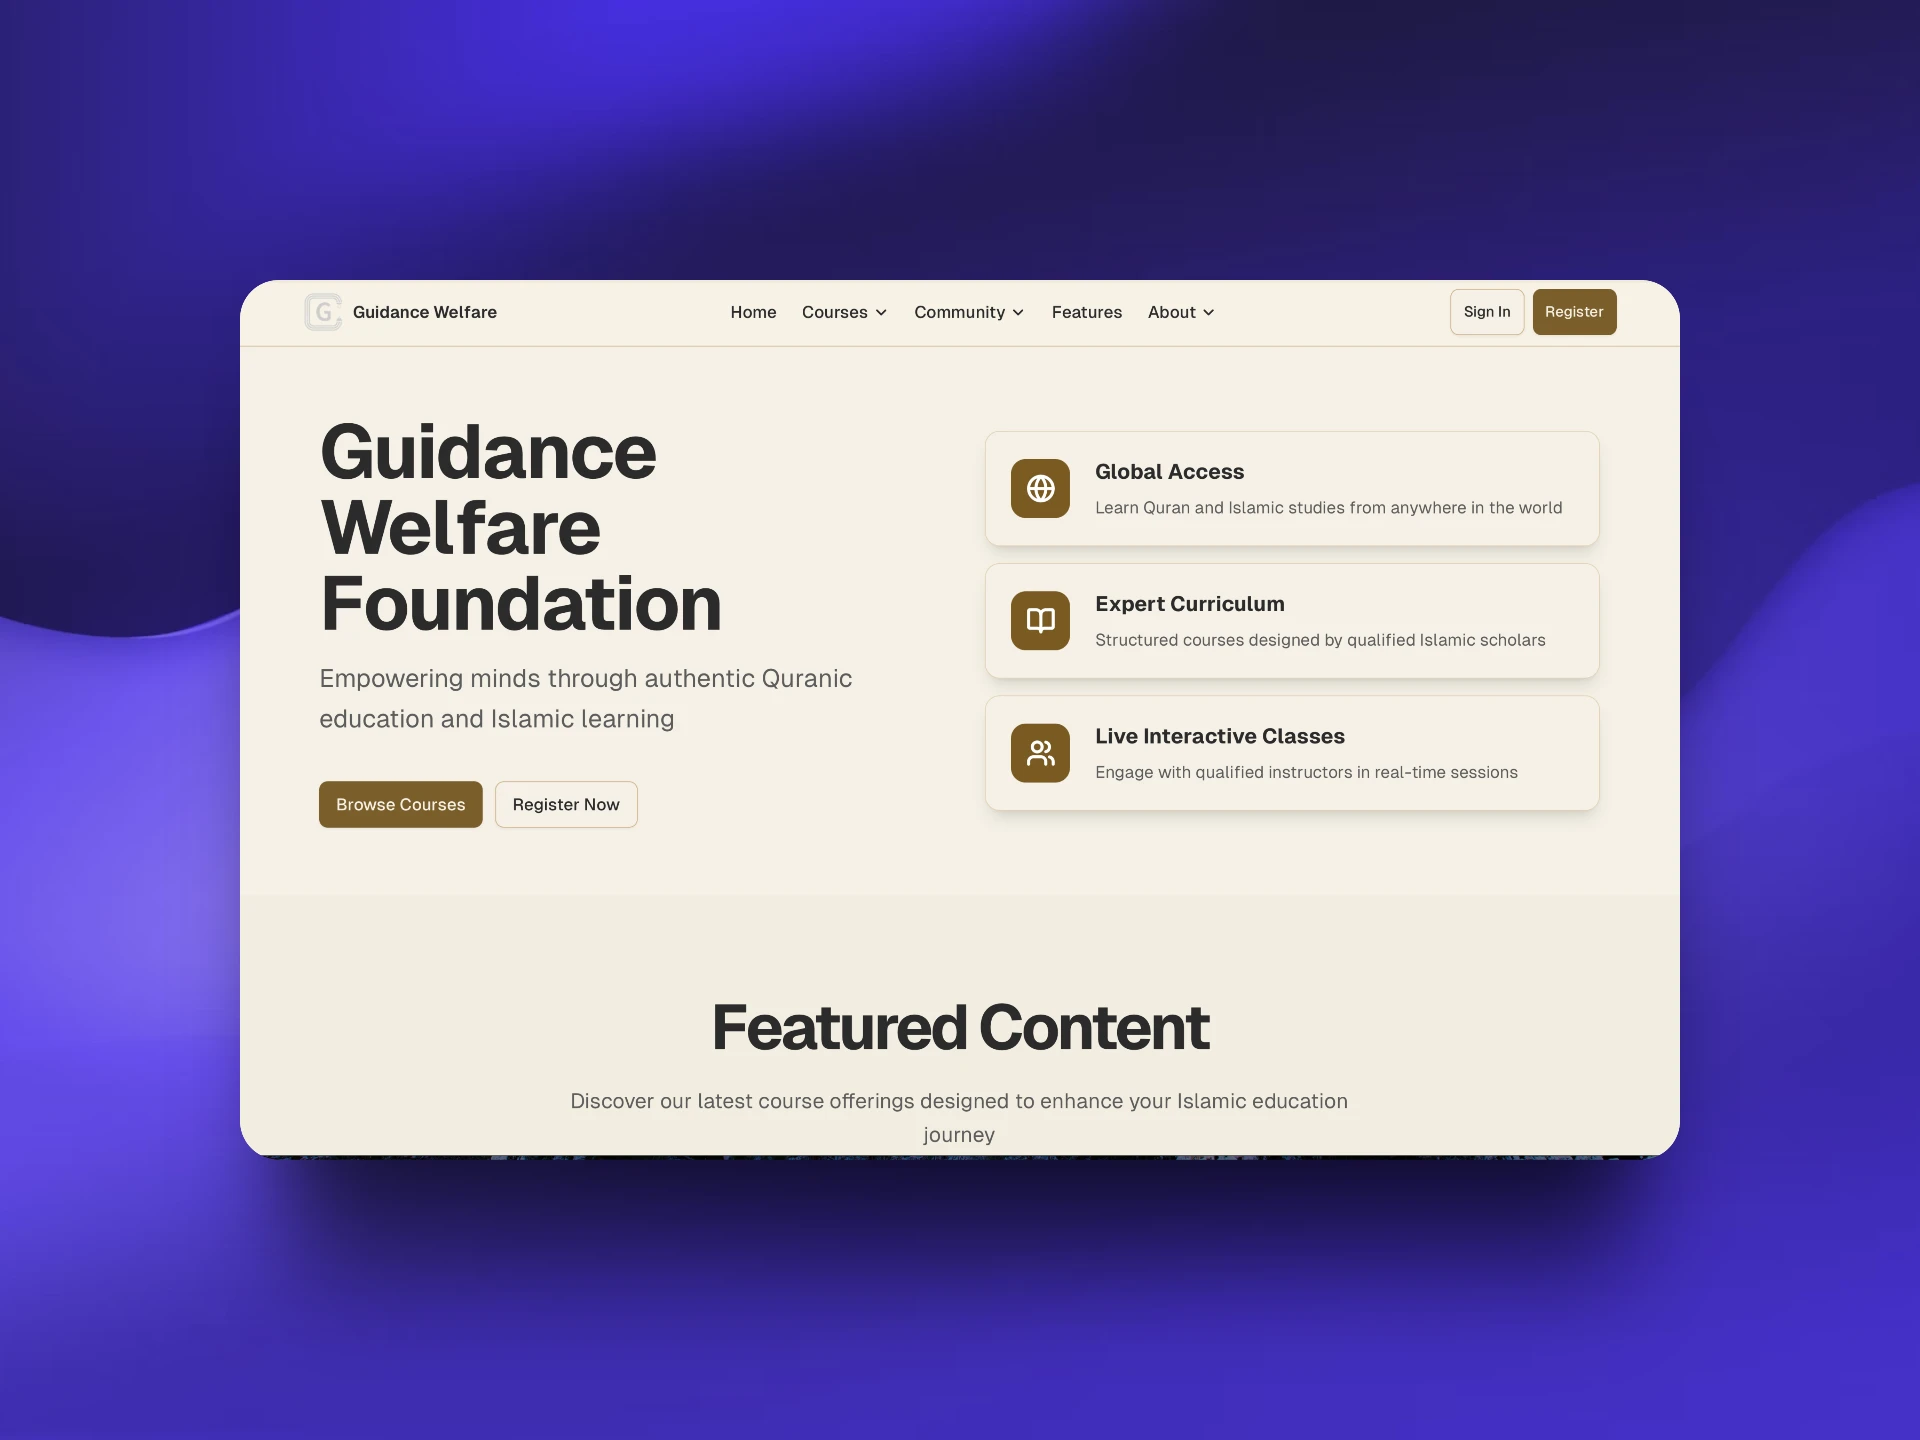 G
Guidance Welfare
Home
Courses
Community
Features
About
Sign In
Register
Guidance
Welfare
Foundation
Empowering minds through authentic Quranic
education and Islamic learning
Browse Courses
Register Now
Global Access
Learn Quran and Islamic studies from anywhere in the world
Expert Curriculum
Structured courses designed by qualified Islamic scholars
Live Interactive Classes
Engage with qualified instructors in real-time sessions
Featured Content
Discover our latest course offerings designed to enhance your Islamic education
journey